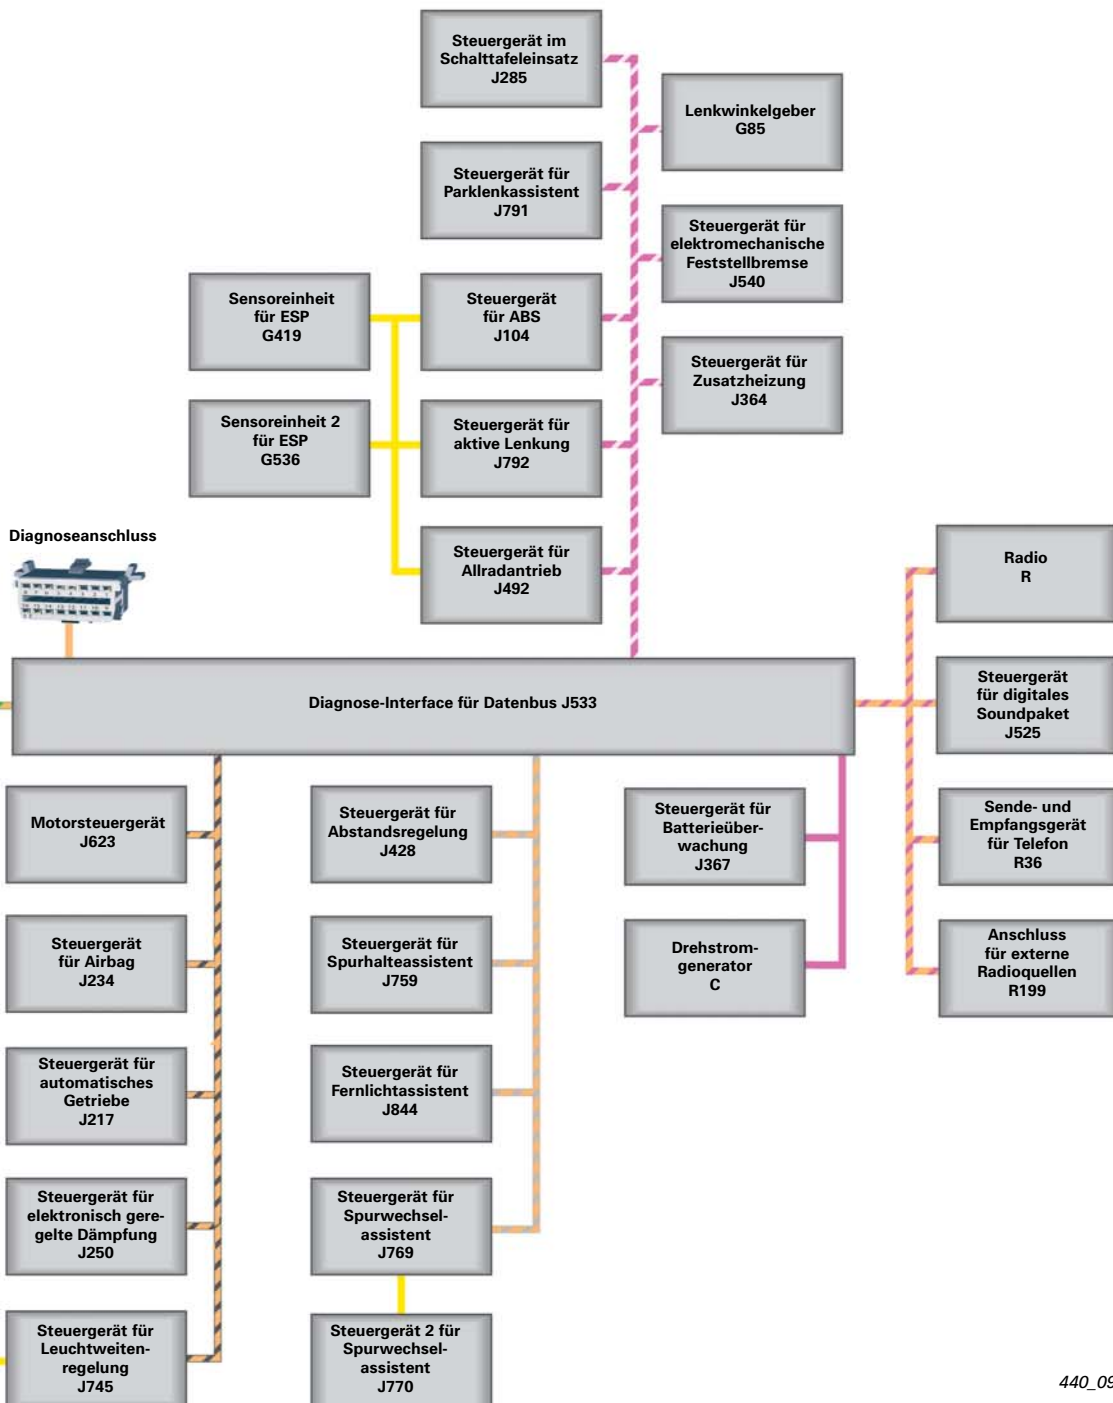 Steuergerät im
Schalttafeleinsatz
J285
Lenkwinkelgeber
G85
Steuergerät für
Parklenkassistent
J791
Steuergerät für
elektromechanische
Feststellbremse
J540
Sensoreinheit
für ESP
G419
Steuergerät
für ABS
J104
Steuergerät für
Zusatzheizung
J364
Sensoreinheit 2
für ESP
G536
Steuergerät für
aktive Lenkung
J792
Diagnoseanschluss
Steuergerät für
Allradantrieb
J492
Radio
R
Diagnose-Interface für Datenbus J533
Steuergerät
für digitales
Soundpaket
J525
Motorsteuergerät
J623
Steuergerät für
Abstandsregelung
J428
Steuergerät für
Batterieüber-
wachung
J367
Sende- und
Empfangsgerät
für Telefon
R36
Steuergerät
für Airbag
J234
Steuergerät für
Spurhalteassistent
J759
Drehstrom-
generator
C
Anschluss
für externe
Radioquellen
R199
Steuergerät für
automatisches
Getriebe
J217
Steuergerät für
Fernlichtassistent
J844
Steuergerät für
elektronisch gere-
gelte Dämpfung
J250
Steuergerät für
Spurwechsel-
assistent
J769
Steuergerät für
Leuchtweiten-
regelung
J745
Steuergerät 2 für
Spurwechsel-
assistent
J770
440_09